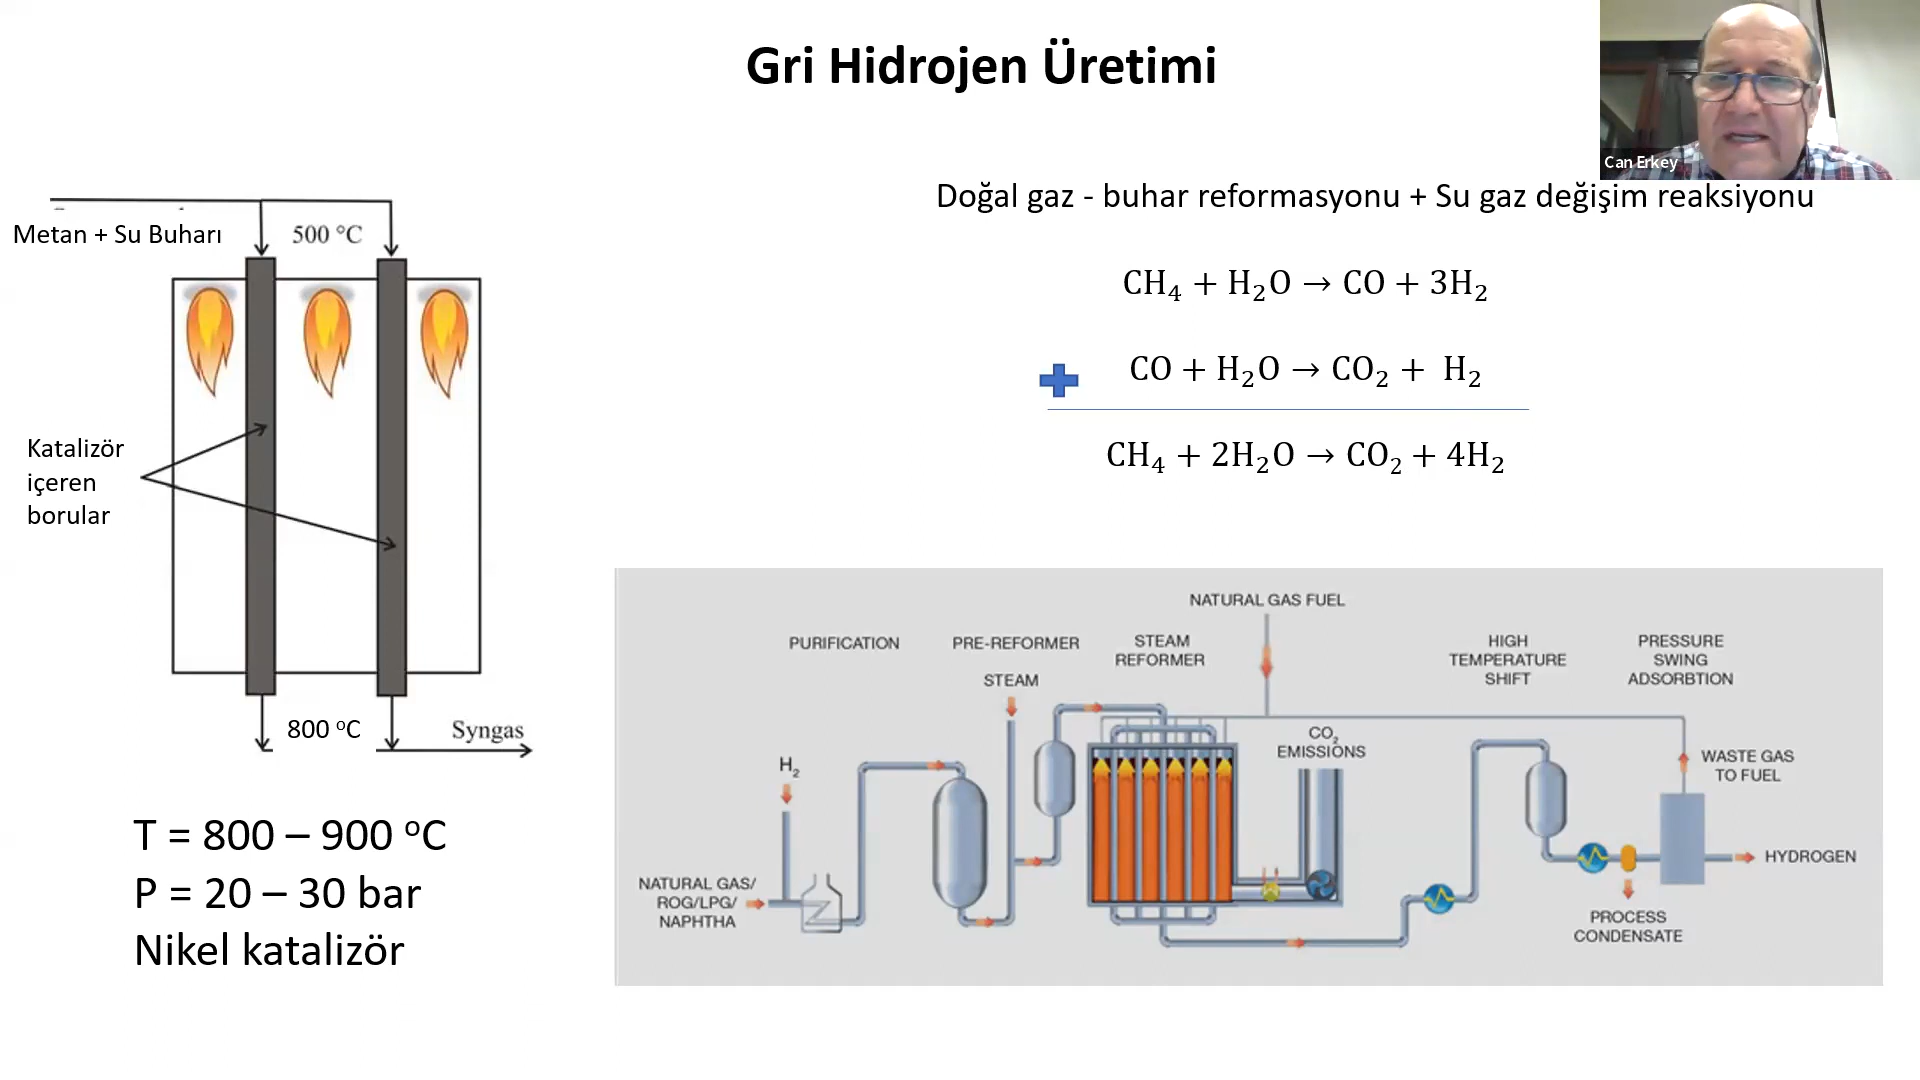 Gri Hidrojen Üretimi
Can Erkey
Doğal gaz - buhar reformasyonu + Su gaz değişim reaksiyonu
CH₄ + H₂O → CO + 3H₂
CO + H₂O → CO₂ + H₂
CH₄ + 2H₂O → CO₂ + 4H₂
Metan + Su Buharı
500 °C
Katalizör
içeren
borular
800 ºC
Syngas
T = 800 – 900 ºC
P = 20 – 30 bar
Nikel katalizör
NATURAL GAS FUEL
PURIFICATION
PRE-REFORMER
STEAM
REFORMER
HIGH
TEMPERATURE
SHIFT
PRESSURE
SWING
ADSORBTION
STEAM
CO₂
EMISSIONS
H₂
WASTE GAS
TO FUEL
NATURAL GAS/
ROG/LPG/
NAPHTHA
HYDROGEN
PROCESS
CONDENSATE